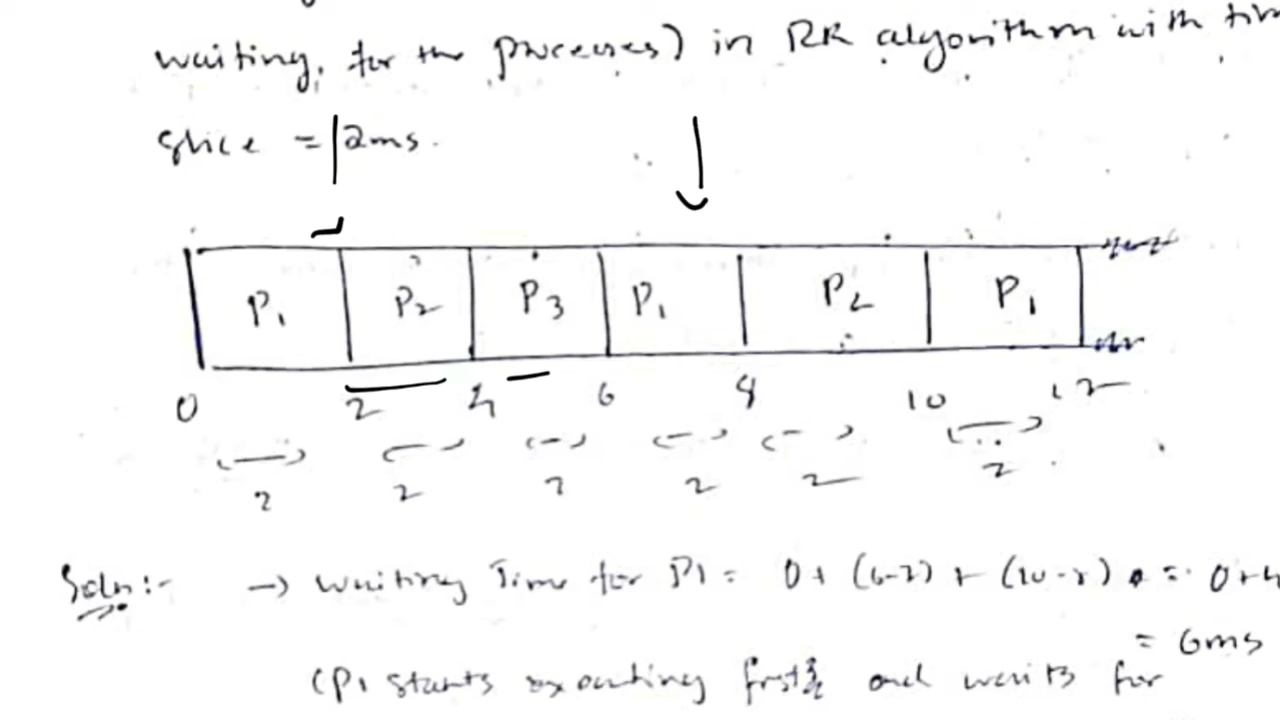 waiting, for the processes) in RR algorithm with tim
slice = 2ms.
P1 P2 P3 P1 P2 P1
0 2 4 6 8 10 12
2 2 2 2 2 2
Soln:- → Waiting Time for P1 = 0+ (6-2) + (10-8) = 0+4
= 6ms
(P1 starts executing first and waits for